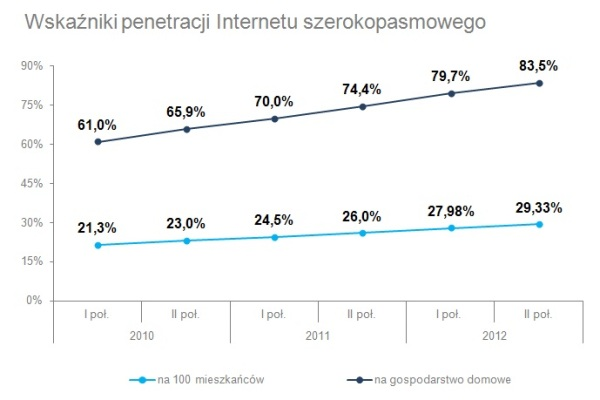 Wskaźniki penetracji Internetu szerokopasmowego
90%
75%
60%
45%
30%
15%
0%
61,0%
65,9%
70,0%
74,4%
79,7%
83,5%
21,3%
23,0%
24,5%
26,0%
27,98%
29,33%
I poł.
II poł.
I poł.
II poł.
I poł.
II poł.
2010
2011
2012
na 100 mieszkańców
na gospodarstwo domowe